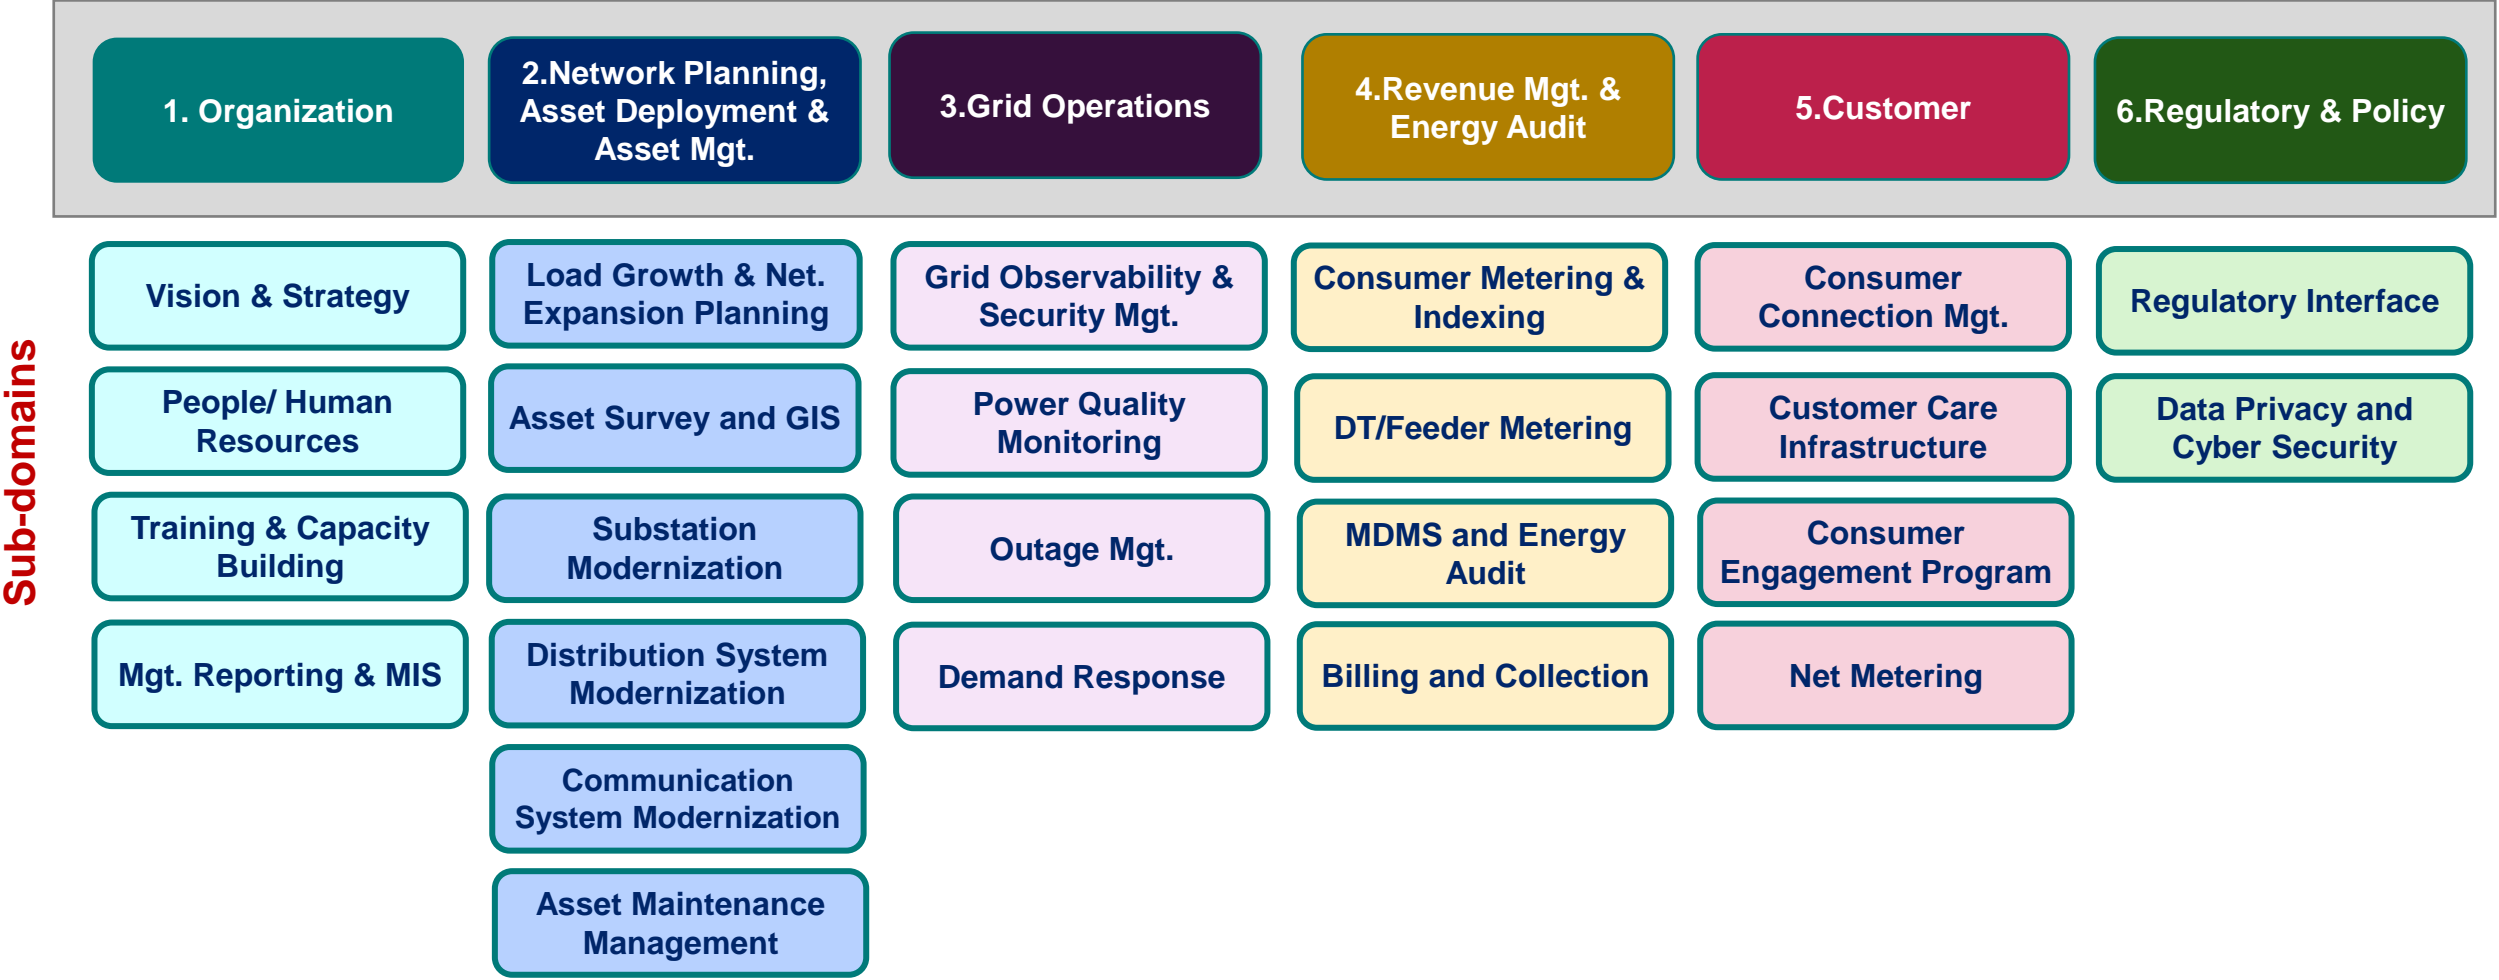 1. Organization
2.Network Planning,
Asset Deployment &
Asset Mgt.
3.Grid Operations
4.Revenue Mgt. &
Energy Audit
5.Customer
6.Regulatory & Policy
Sub-domains
Vision & Strategy
People/ Human
Resources
Training & Capacity
Building
Mgt. Reporting & MIS
Load Growth & Net.
Expansion Planning
Asset Survey and GIS
Substation
Modernization
Distribution System
Modernization
Communication
System Modernization
Asset Maintenance
Management
Grid Observability &
Security Mgt.
Power Quality
Monitoring
Outage Mgt.
Demand Response
Consumer Metering &
Indexing
DT/Feeder Metering
MDMS and Energy
Audit
Billing and Collection
Consumer
Connection Mgt.
Customer Care
Infrastructure
Consumer
Engagement Program
Net Metering
Regulatory Interface
Data Privacy and
Cyber Security